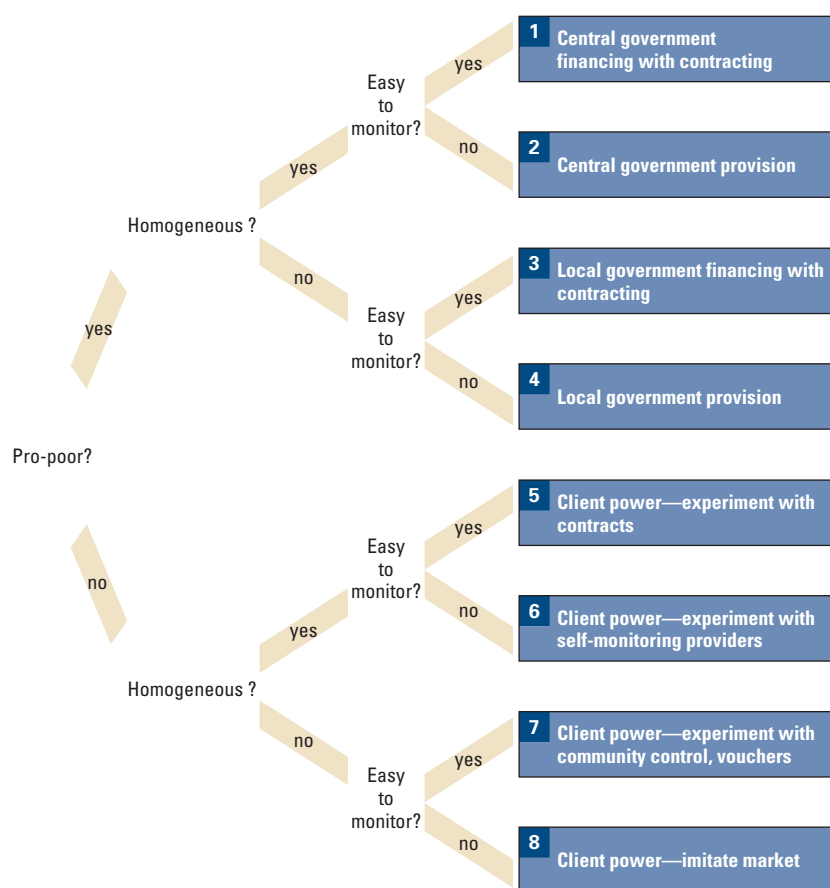 1 Central government
financing with contracting
Easy
to
monitor?
yes
no
2 Central government provision
yes
Homogeneous ?
no
3 Local government financing with
contracting
Easy
to
monitor?
yes
no
4 Local government provision
yes
Pro-poor?
no
5 Client power—experiment with
contracts
Easy
to
monitor?
yes
no
6 Client power—experiment with
self-monitoring providers
yes
Homogeneous ?
no
7 Client power—experiment with
community control, vouchers
Easy
to
monitor?
yes
no
8 Client power—imitate market